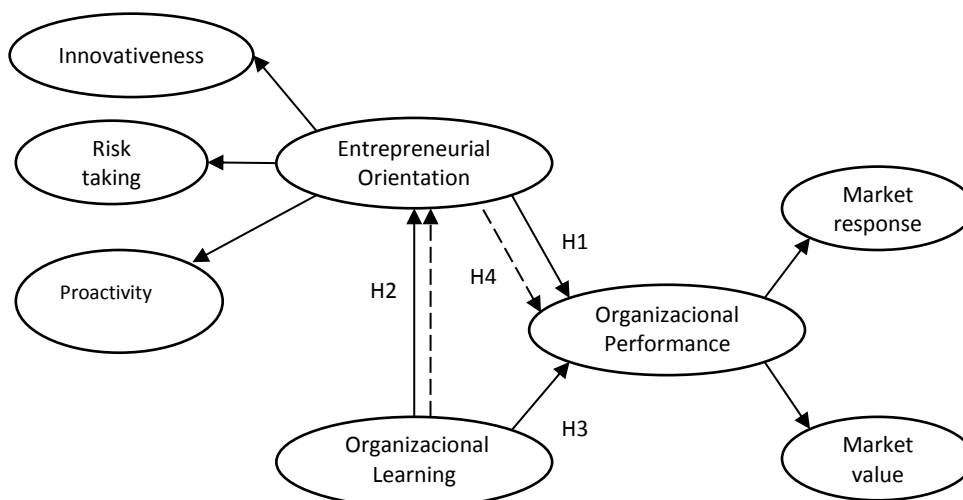 Innovativeness
Risk
taking
Entrepreneurial
Orientation
Market
response
H1
H4
H2
Proactivity
Organizacional
Performance
H3
Organizacional
Learning
Market
value